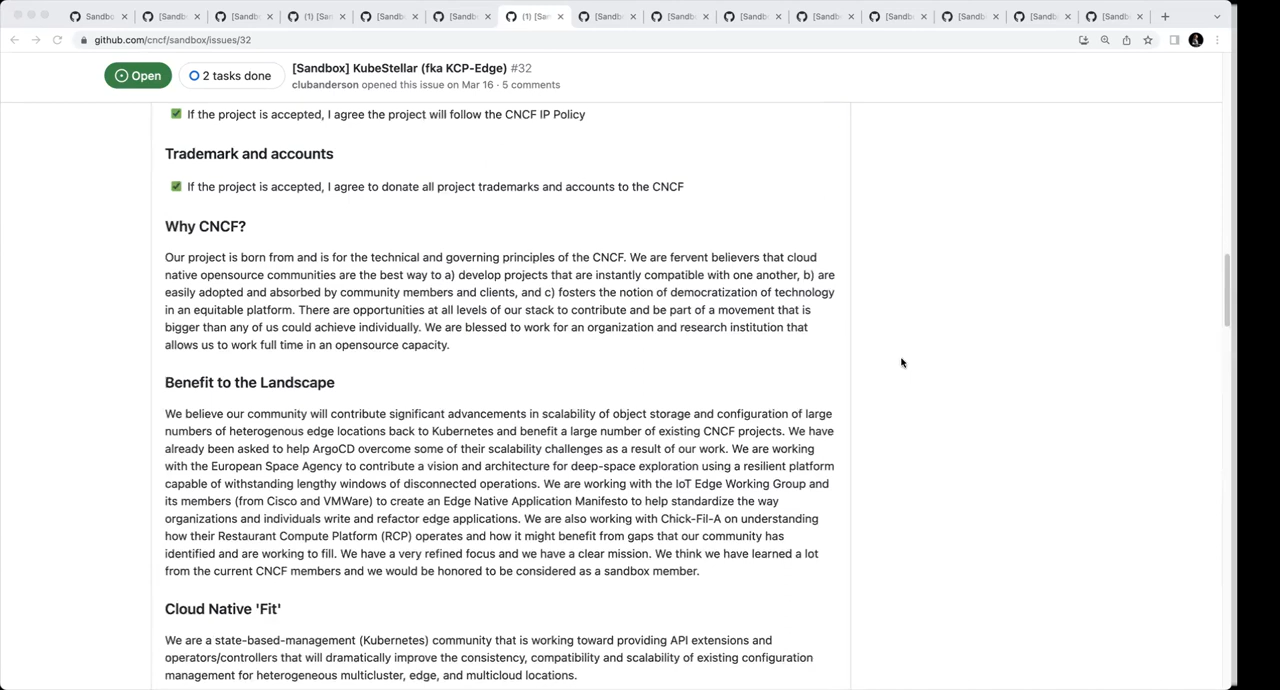 [Sandb
[Sandb
[Sandb
(1) [San
[Sandb
[Sandb
(1) [San
[Sandb
[Sandb
[Sandb
[Sandb
[Sandb
[Sandb
[Sandb
[Sandb
github.com/cncf/sandbox/issues/32
Open
2 tasks done
[Sandbox] KubeStellar (fka KCP-Edge) #32
clubanderson opened this issue on Mar 16 · 5 comments
If the project is accepted, I agree the project will follow the CNCF IP Policy
Trademark and accounts
If the project is accepted, I agree to donate all project trademarks and accounts to the CNCF
Why CNCF?
Our project is born from and is for the technical and governing principles of the CNCF. We are fervent believers that cloud
native opensource communities are the best way to a) develop projects that are instantly compatible with one another, b) are
easily adopted and absorbed by community members and clients, and c) fosters the notion of democratization of technology
in an equitable platform. There are opportunities at all levels of our stack to contribute and be part of a movement that is
bigger than any of us could achieve individually. We are blessed to work for an organization and research institution that
allows us to work full time in an opensource capacity.
Benefit to the Landscape
We believe our community will contribute significant advancements in scalability of object storage and configuration of large
numbers of heterogenous edge locations back to Kubernetes and benefit a large number of existing CNCF projects. We have
already been asked to help ArgoCD overcome some of their scalability challenges as a result of our work. We are working
with the European Space Agency to contribute a vision and architecture for deep-space exploration using a resilient platform
capable of withstanding lengthy windows of disconnected operations. We are working with the IoT Edge Working Group and
its members (from Cisco and VMWare) to create an Edge Native Application Manifesto to help standardize the way
organizations and individuals write and refactor edge applications. We are also working with Chick-Fil-A on understanding
how their Restaurant Compute Platform (RCP) operates and how it might benefit from gaps that our community has
identified and are working to fill. We have a very refined focus and we have a clear mission. We think we have learned a lot
from the current CNCF members and we would be honored to be considered as a sandbox member.
Cloud Native 'Fit'
We are a state-based-management (Kubernetes) community that is working toward providing API extensions and
operators/controllers that will dramatically improve the consistency, compatibility and scalability of existing configuration
management for heterogeneous multicluster, edge, and multicloud locations.